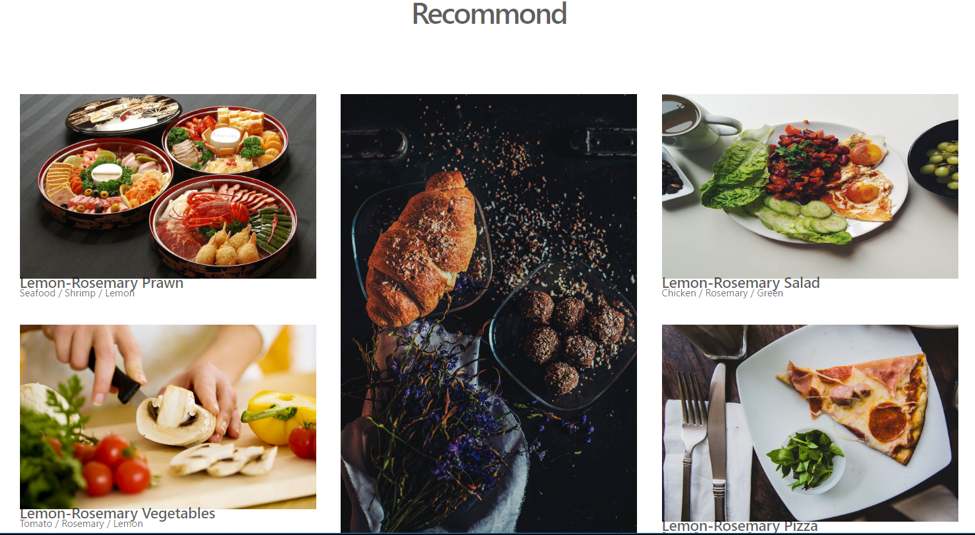 Recommond
Lemon-Rosemary Prawn
Seafood / Shrimp / Lemon
Lemon-Rosemary Salad
Chicken / Rosemary / Green
Lemon-Rosemary Vegetables
Tomato / Rosemary / Lemon
Lemon-Rosemary Pizza